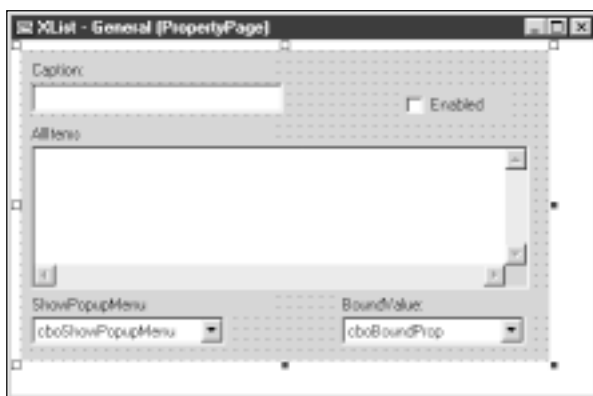 XList - General (PropertyPage)
Caption:
Enabled
AllItems
ShowPopupMenu
BoundValue:
cboShowPopupMenu
cboBoundProp